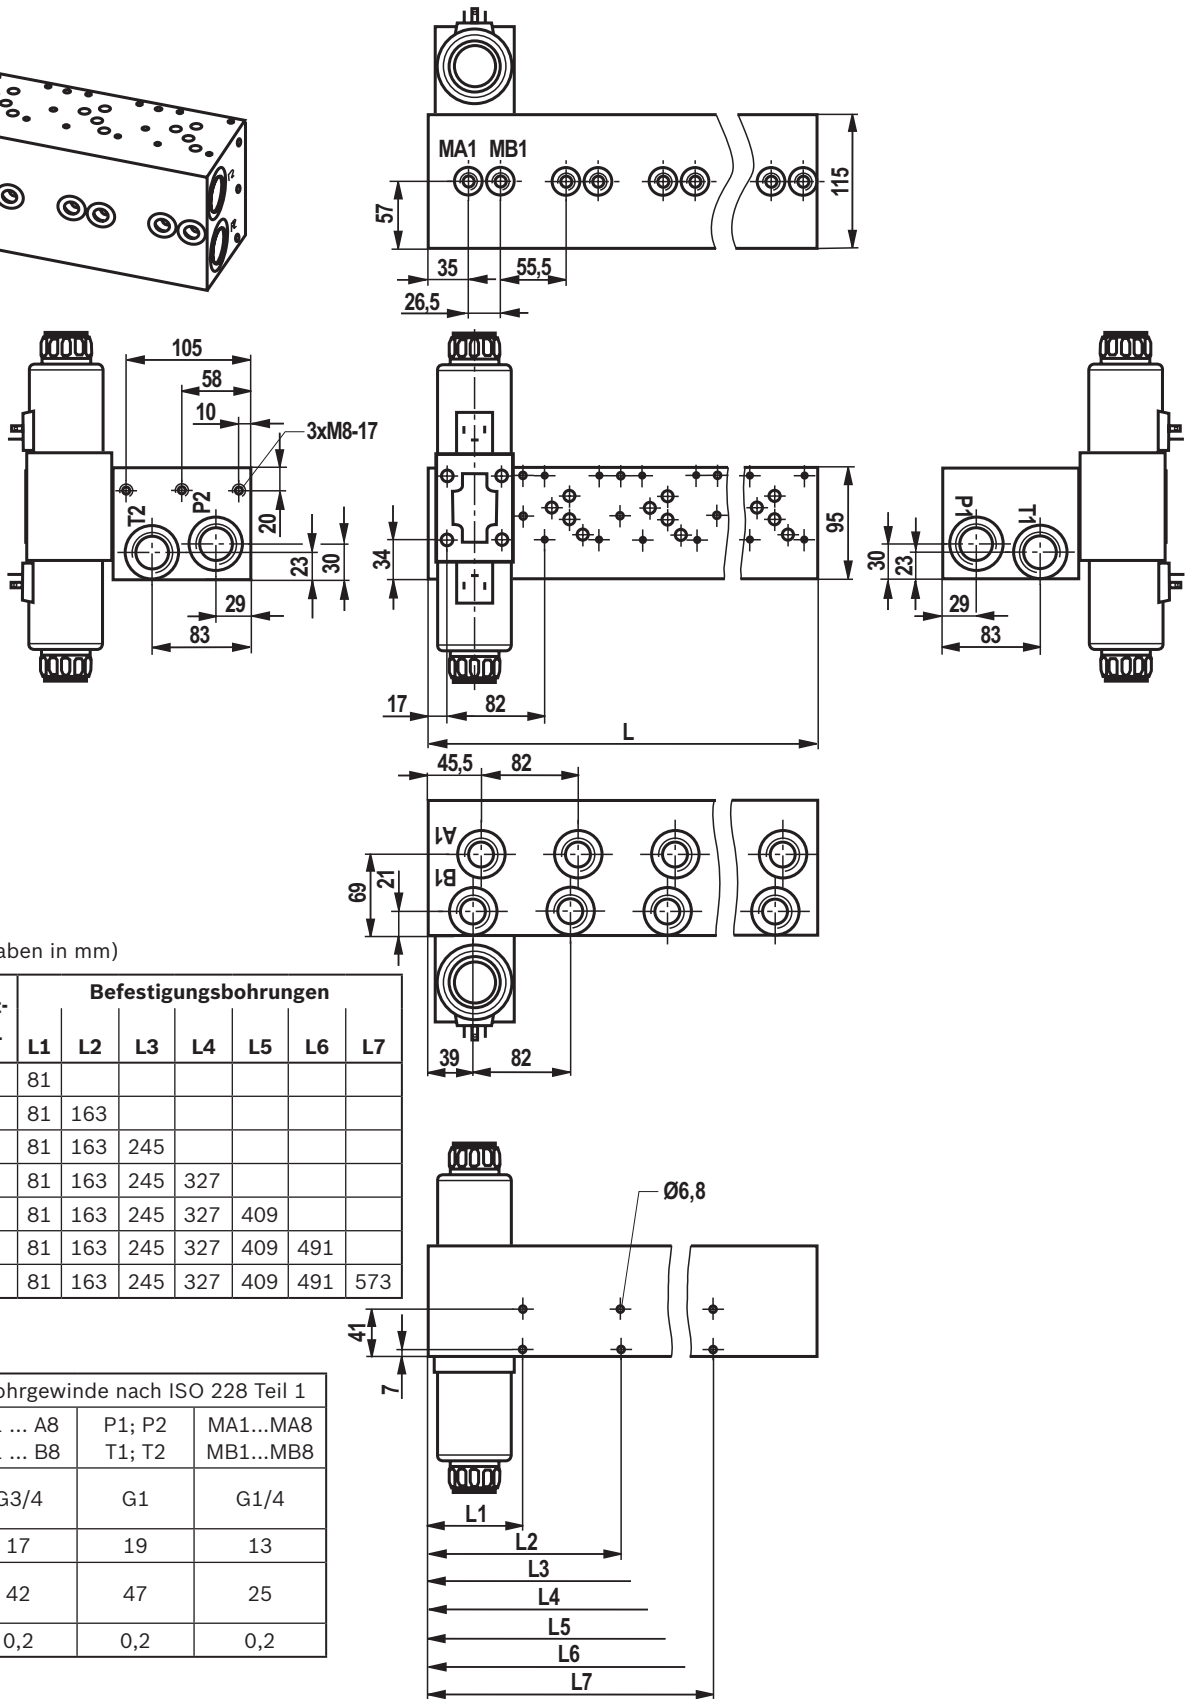 MA1 MB1
115
57
35
55,5
26,5
105
58
10
3xM8-17
T2
P2
20
30
23
29
83
34
95
17
82
L
P1
T1
30
23
29
83
45,5
82
A1
B1
69
21
39
82
aben in mm)
Befestigungsbohrungen
L1 L2 L3 L4 L5 L6 L7
81
81 163
81 163 245
81 163 245 327
81 163 245 327 409
81 163 245 327 409 491
81 163 245 327 409 491 573
Ø6,8
41
7
L1
L2
L3
L4
L5
L6
L7
ohrgewinde nach ISO 228 Teil 1
... A8 P1; P2 MA1...MA8
... B8 T1; T2 MB1...MB8
G3/4 G1 G1/4
17 19 13
42 47 25
0,2 0,2 0,2